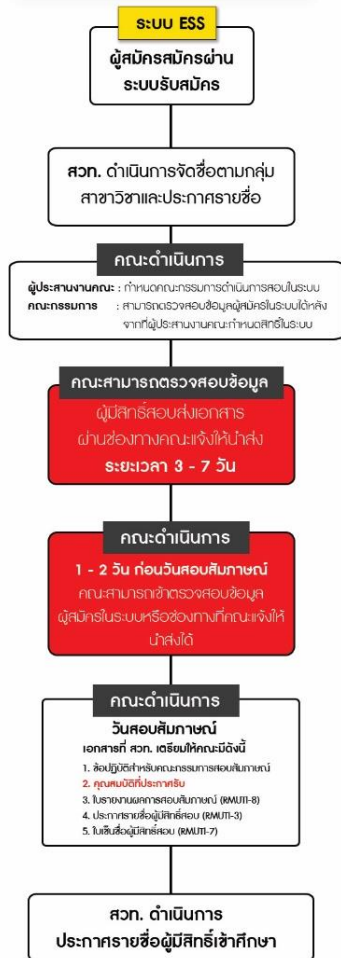 ระบบ ESS
ผู้สมัครสมัครผ่าน
ระบบรับสมัคร
สวท. ดำเนินการจัดชื่อตามกลุ่ม
สาขาวิชาและประกาศรายชื่อ
คณะดำเนินการ
ผู้ประสานงานคณะ : กำหนดคณะกรรมการดำเนินการสอบในระบบ
คณะกรรมการ : สามารถตรวจสอบข้อมูลผู้สมัครในระบบได้หลัง
จากที่ผู้ประสานงานคณะกำหนดสิทธิ์ในระบบ
คณะสามารถตรวจสอบข้อมูล
ผู้มีสิทธิ์สอบส่งเอกสาร
ผ่านช่องทางคณะแจ้งให้นำส่ง
ระยะเวลา 3 - 7 วัน
คณะดำเนินการ
1 - 2 วัน ก่อนวันสอบสัมภาษณ์
คณะสามารถเข้าตรวจสอบข้อมูล
ผู้สมัครในระบบหรือช่องทางที่คณะแจ้งให้
นำส่งได้
คณะดำเนินการ
วันสอบสัมภาษณ์
เอกสารที่ สวท. เตรียมให้คณะมีดังนี้
1. ข้อปฏิบัติสำหรับคณะกรรมการสอบสัมภาษณ์
2. คุณสมบัติที่ประกาศรับ
3. ใบรายงานผลการสอบสัมภาษณ์ (RMUTI-8)
4. ประกาศรายชื่อผู้มีสิทธิ์สอบ (RMUTI-3)
5. ใบเซ็นชื่อผู้มีสิทธิ์สอบ (RMUTI-7)
สวท. ดำเนินการ
ประกาศรายชื่อผู้มีสิทธิ์เข้าศึกษา